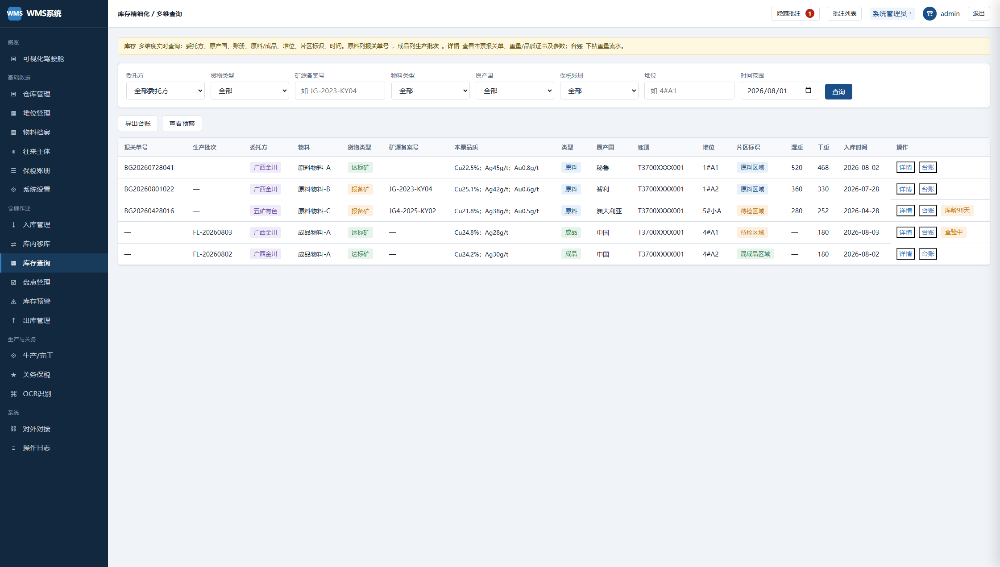 WMS WMS系统
概览
可视化驾驶舱
基础数据
仓库管理
堆位管理
物料档案
往来主体
保税账册
系统设置
仓储作业
入库管理
库内移库
库存查询
盘点管理
库存预警
出库管理
生产与关务
生产/完工
关务保税
OCR识别
系统
对外对接
操作日志
库存精细化 / 多维查询
隐藏批注 1 批注列表 系统管理员 管 admin 退出
库存 多维度实时查询：委托方、原产国、账册、原料/成品、堆位、片区标识、时间。原料列报关单号 ，成品列生产批次 。详情 查看本票报关单、重量/品质证书及参数；台账 下钻重量流水。
委托方 货物类型 矿源备案号 物料类型 原产国 保税账册 堆位 时间范围
全部委托方 全部 如 JG-2023-KY04 全部 全部 全部 如 4#A1 2026/08/01 查询
导出台账 查看预警
报关单号 生产批次 委托方 物料 货物类型 矿源备案号 本票品质 类型 原产国 账册 堆位 片区标识 湿重 干重 入库时间 操作
BG20260728041 — 广西金川 原料物料-A 达标矿 — Cu22.5%；Ag45g/t；Au0.8g/t 原料 秘鲁 T3700XXXX001 1#A1 原料区域 520 468 2026-08-02 详情 台账
BG20260801022 — 广西金川 原料物料-B 报备矿 JG-2023-KY04 Cu25.1%；Ag42g/t；Au0.6g/t 原料 智利 T3700XXXX001 1#A2 原料区域 360 330 2026-07-28 详情 台账
BG20260428016 — 五矿有色 原料物料-C 报备矿 JG4-2025-KY02 Cu21.8%；Ag38g/t；Au0.5g/t 原料 澳大利亚 T3700XXXX001 5#小A 待检区域 280 252 2026-04-28 详情 台账 库龄98天
— FL-20260803 广西金川 成品物料-A 达标矿 — Cu24.8%；Ag28g/t 成品 中国 T3700XXXX001 4#A1 待检区域 — 180 2026-08-03 详情 台账 查验中
— FL-20260802 广西金川 成品物料-A 达标矿 — Cu24.2%；Ag30g/t 成品 中国 T3700XXXX001 4#A2 混成品区域 — 180 2026-08-02 详情 台账